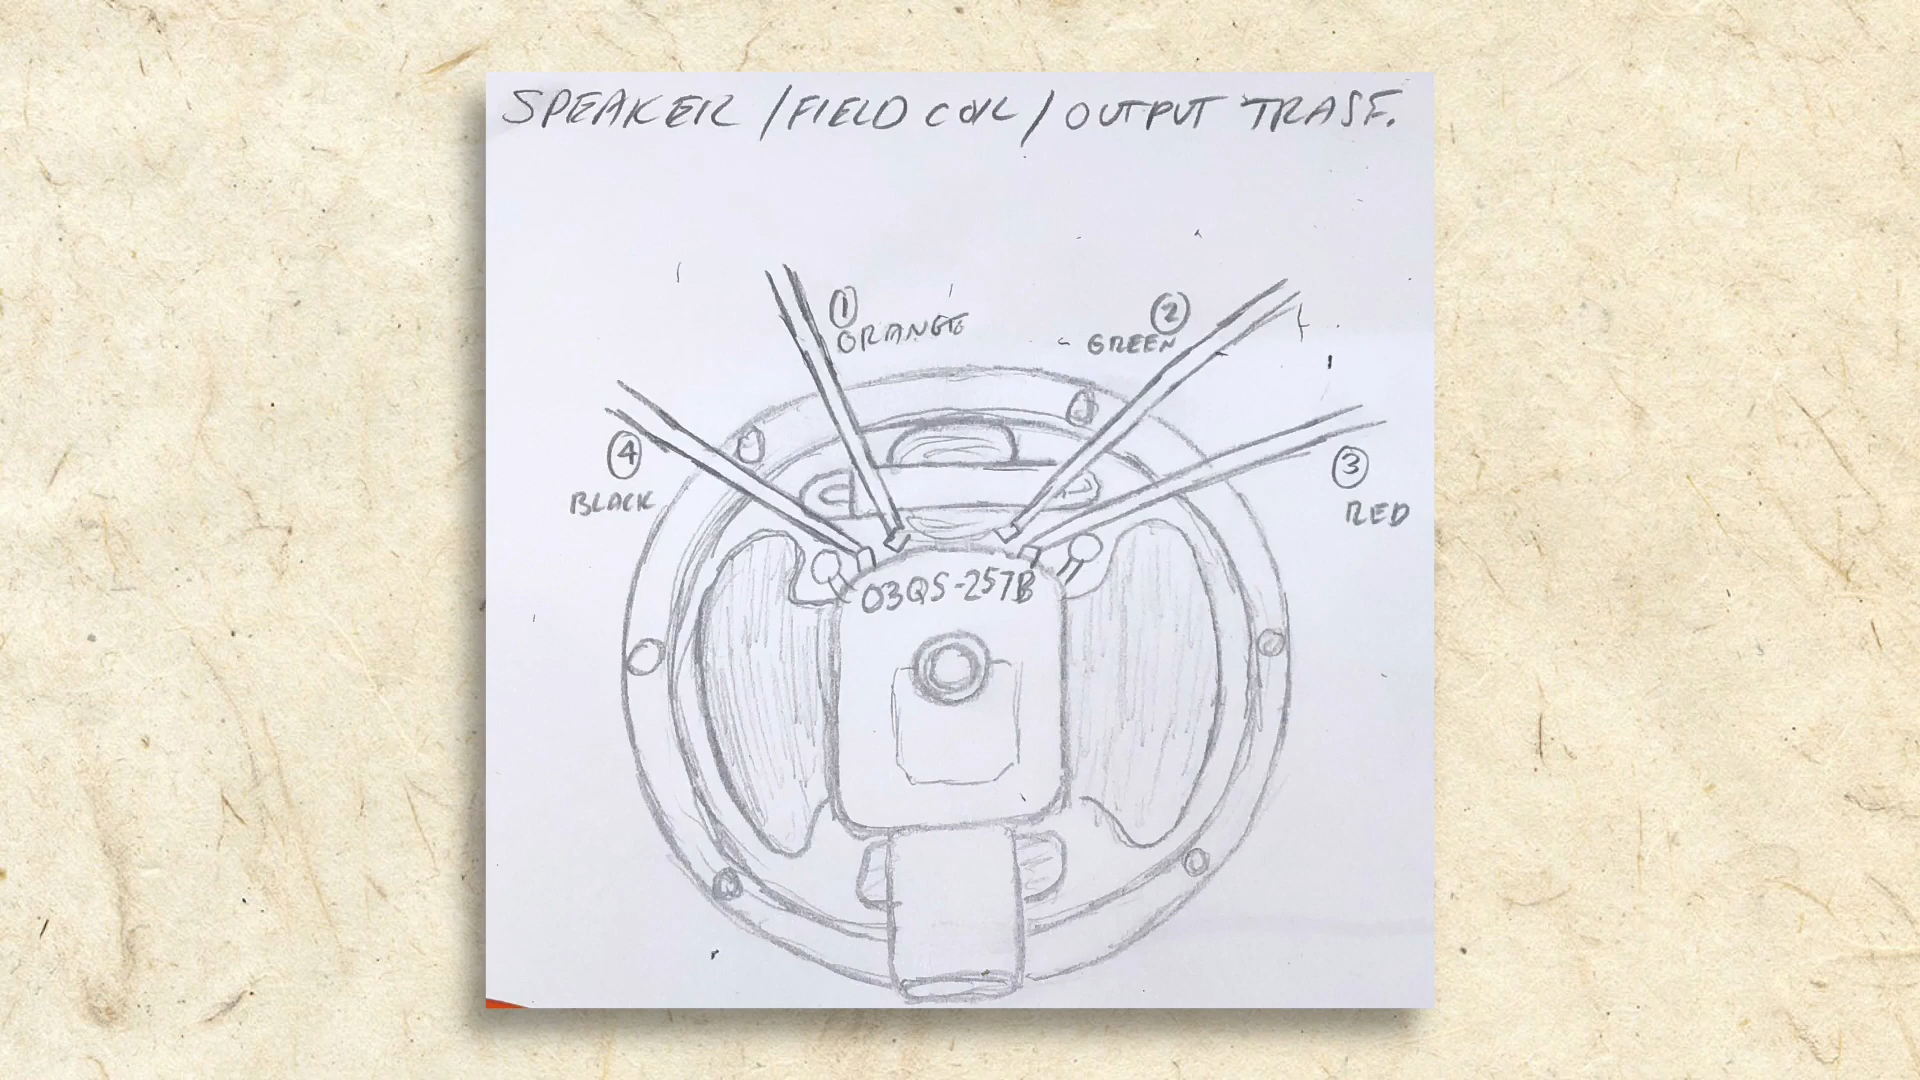 SPEAKER / FIELD COIL / OUTPUT TRASF.
1
ORANGE
2
GREEN
4
BLACK
3
RED
03QS-257B